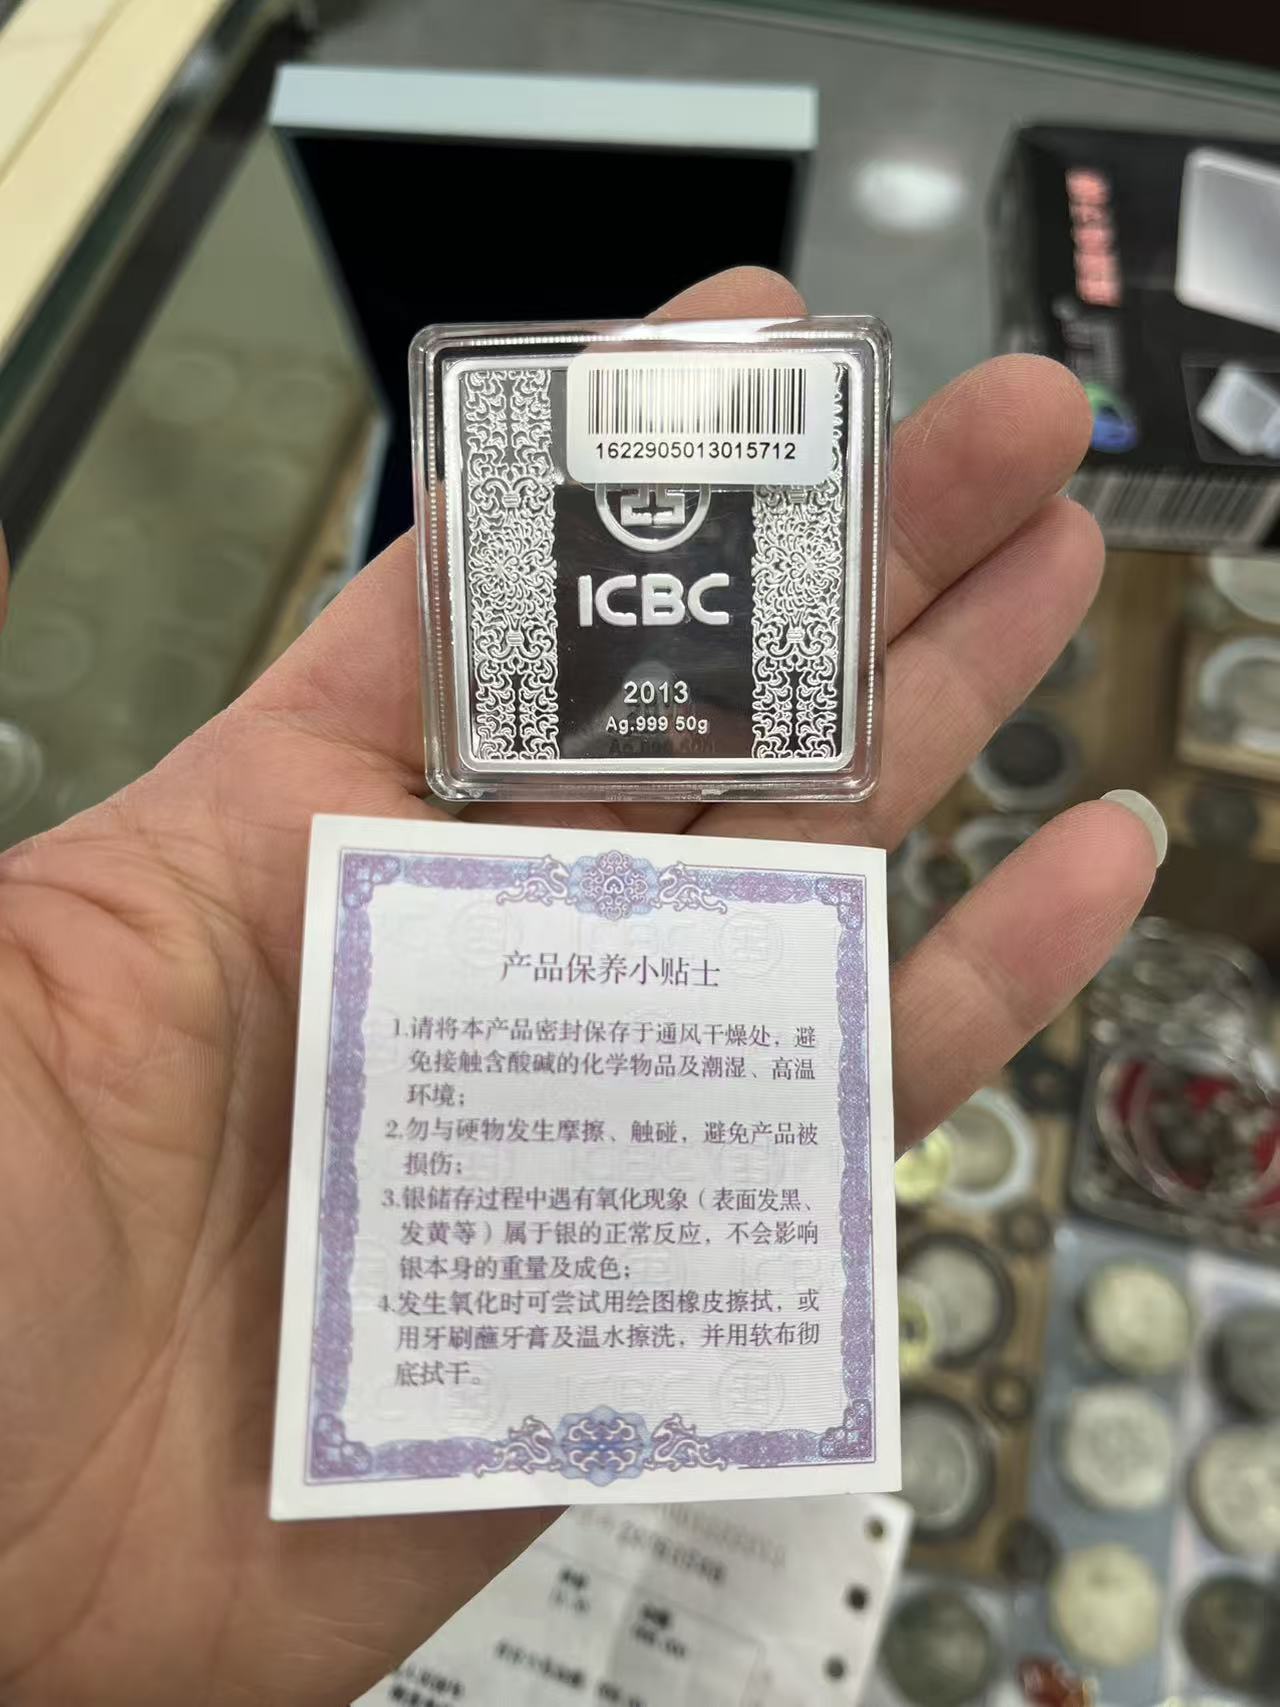 1622905013015712
ICBC
2013
Ag.999 50g
产品保养小贴士
1.请将本产品密封保存于通风干燥处，避
免接触含酸碱的化学物品及潮湿、高温
环境；
2.勿与硬物发生摩擦、触碰，避免产品被
损伤；
3.银储存过程中遇有氧化现象（表面发黑、
发黄等）属于银的正常反应，不会影响
银本身的重量及成色；
4.发生氧化时可尝试用绘图橡皮擦拭，或
用牙刷蘸牙膏及温水擦洗，并用软布彻
底拭干。